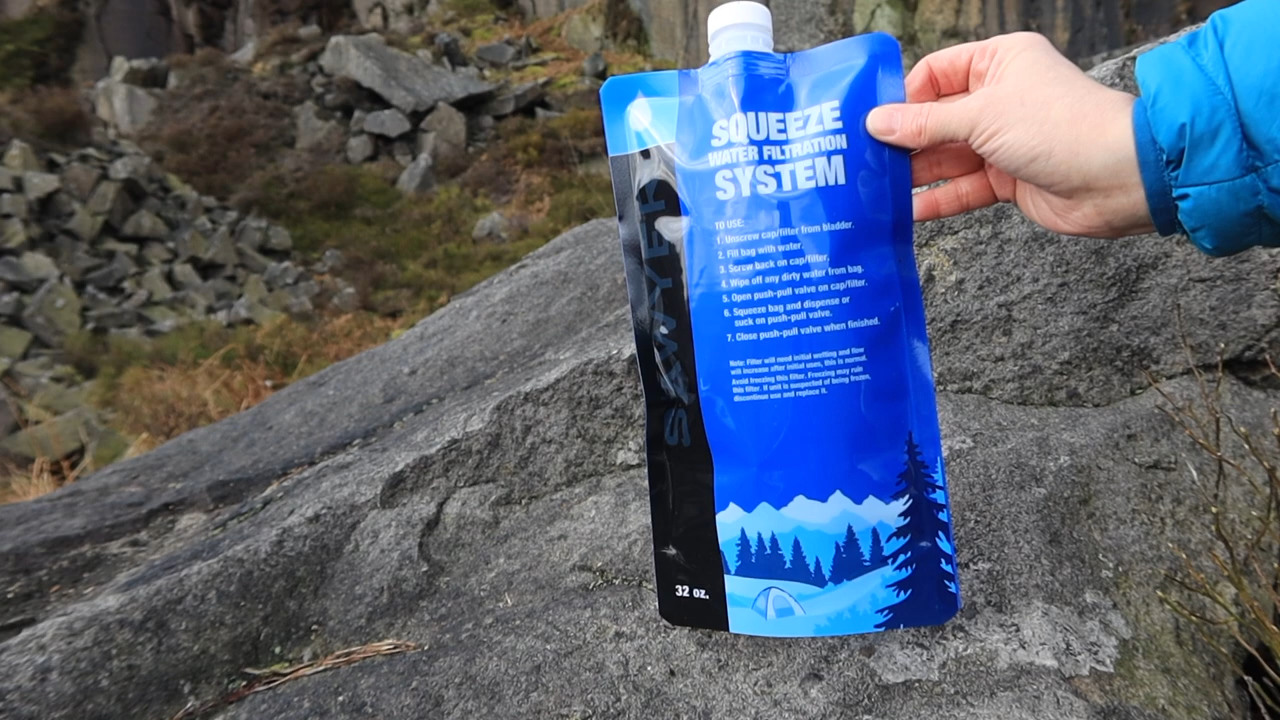 SQUEEZE
WATER FILTRATION
SYSTEM
TO USE:
1. Unscrew cap/filter from bladder.
2. Fill bag with water.
3. Screw back on cap/filter.
4. Wipe off any dirty water from bag.
5. Open push-pull valve on cap/filter.
6. Squeeze bag and dispense or
suck on push-pull valve.
7. Close push-pull valve when finished.
Note: Filter will need initial wetting and flow
will increase after initial uses, this is normal.
Avoid freezing this filter. Freezing may ruin
this filter. If unit is suspected of being frozen,
discontinue use and replace it.
SAWYER
32 oz.